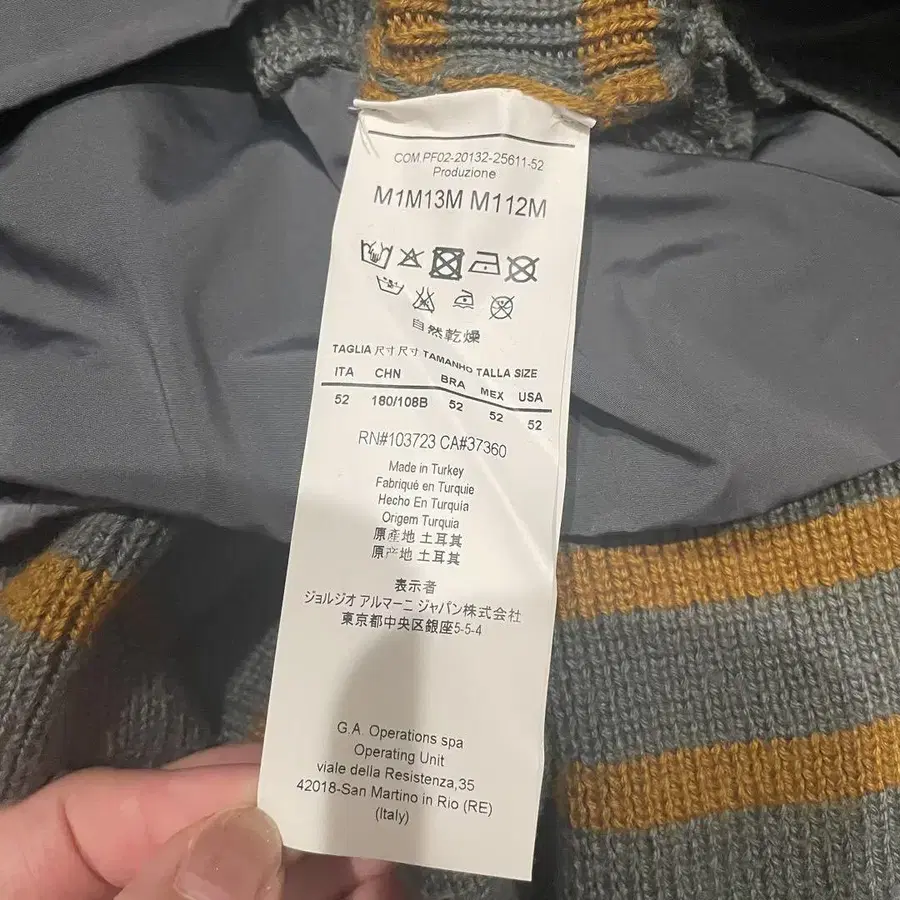 COM.PF02-20132-25611-52
Produzione
M1M13M M112M
自然乾燥
TAGLIA 尺寸 尺寸 TAMANHO TALLA SIZE
ITA CHN BRA MEX USA
52 180/108B 52 52 52
RN#103723 CA#37360
Made in Turkey
Fabriqué en Turquie
Hecho En Turquía
Origem Turquia
原產地 土耳其
原产地 土耳其
表示者
ジョルジオ アルマーニ ジャパン株式会社
東京都中央区銀座5-5-4
G.A. Operations spa
Operating Unit
viale della Resistenza,35
42018-San Martino in Rio (RE)
(Italy)